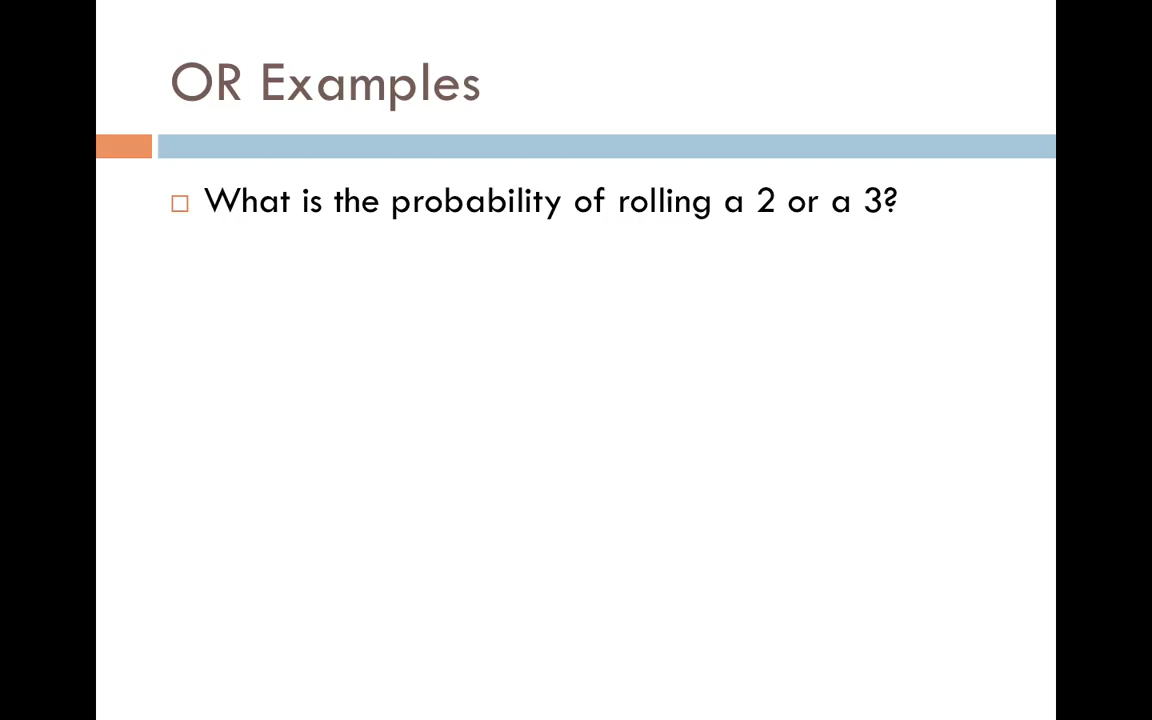 OR Examples
What is the probability of rolling a 2 or a 3?